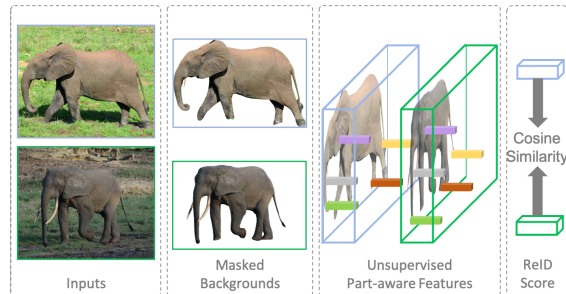 Cosine
Similarity
Inputs
Masked
Backgrounds
Unsupervised
Part-aware Features
ReID
Score